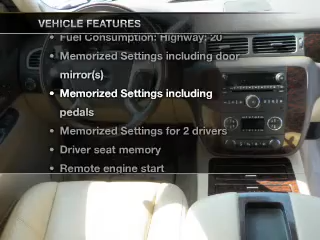 VEHICLE FEATURES
• Fuel Consumption: Highway: 20
• Memorized Settings including door
mirror(s)
• Memorized Settings including
pedals
• Memorized Settings for 2 drivers
• Driver seat memory
• Remote engine start